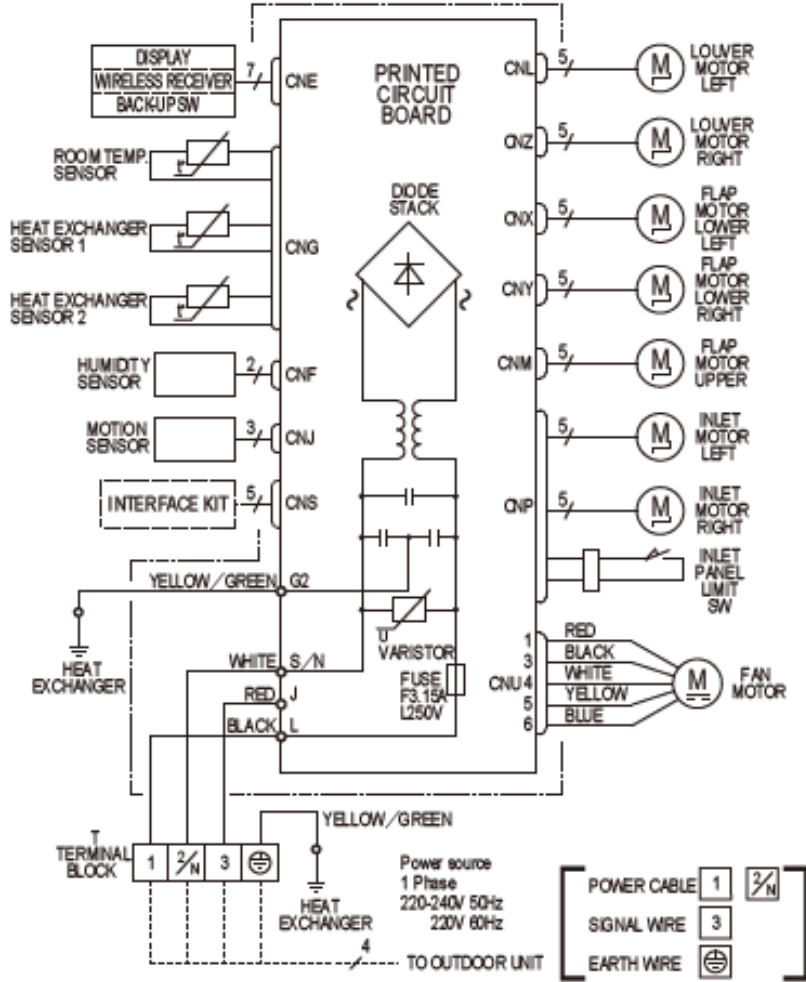 DISPLAY
WIRELESS RECEIVER
BACK-UP SW
7
CNE
ROOM TEMP.
SENSOR
HEAT EXCHANGER
SENSOR 1
CNG
HEAT EXCHANGER
SENSOR 2
HUMIDITY
SENSOR
2
CNF
MOTION
SENSOR
3
CNJ
INTERFACE KIT
5
CNS
PRINTED
CIRCUIT
BOARD
DIODE
STACK
CNL
5
M
LOUVER
MOTOR
LEFT
CNZ
5
M
LOUVER
MOTOR
RIGHT
CNX
5
M
FLAP
MOTOR
LOWER
LEFT
CNY
5
M
FLAP
MOTOR
LOWER
RIGHT
CNM
5
M
FLAP
MOTOR
UPPER
5
M
INLET
MOTOR
LEFT
CNP
5
M
INLET
MOTOR
RIGHT
INLET
PANEL
LIMIT
SW
YELLOW/GREEN
G2
HEAT
EXCHANGER
U
VARISTOR
WHITE
S/N
FUSE
F3.15A
L250V
RED
J
BLACK
L
CNU
1
RED
3
BLACK
4
WHITE
5
YELLOW
6
BLUE
M
FAN
MOTOR
T
TERMINAL
BLOCK
1
2/N
3
YELLOW/GREEN
HEAT
EXCHANGER
4
TO OUTDOOR UNIT
Power source
1 Phase
220-240V 50Hz
220V 60Hz
POWER CABLE 1 2/N
SIGNAL WIRE 3
EARTH WIRE